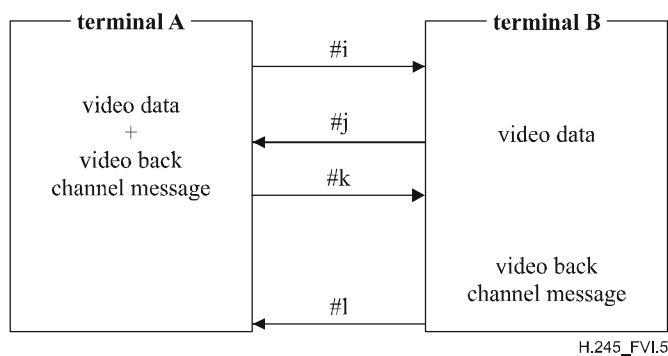 terminal A
terminal B
#i
video data
+
video back
channel message
#j
video data
#k
video back
channel message
#l
H.245_FVI.5